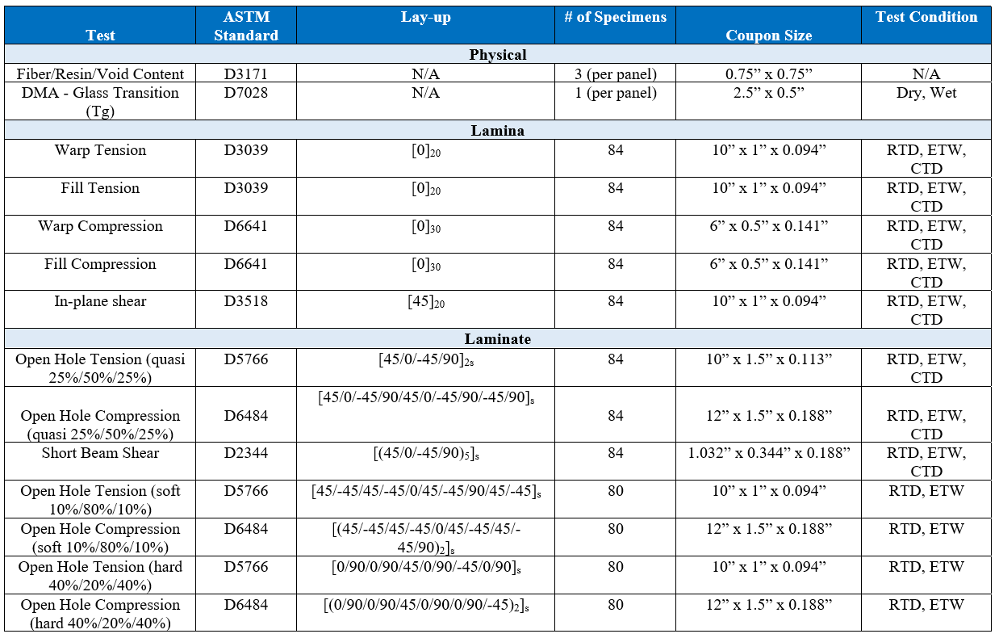 Test ASTM Standard Lay-up # of Specimens Coupon Size Test Condition
Physical
Fiber/Resin/Void Content D3171 N/A 3 (per panel) 0.75” x 0.75” N/A
DMA - Glass Transition (Tg) D7028 N/A 1 (per panel) 2.5” x 0.5” Dry, Wet
Lamina
Warp Tension D3039 [0]20 84 10” x 1” x 0.094” RTD, ETW, CTD
Fill Tension D3039 [0]20 84 10” x 1” x 0.094” RTD, ETW, CTD
Warp Compression D6641 [0]30 84 6” x 0.5” x 0.141” RTD, ETW, CTD
Fill Compression D6641 [0]30 84 6” x 0.5” x 0.141” RTD, ETW, CTD
In-plane shear D3518 [45]20 84 10” x 1” x 0.094” RTD, ETW, CTD
Laminate
Open Hole Tension (quasi 25%/50%/25%) D5766 [45/0/-45/90]2s 84 10” x 1.5” x 0.113” RTD, ETW, CTD
Open Hole Compression (quasi 25%/50%/25%) D6484 [45/0/-45/90/45/0/-45/90/-45/90]s 84 12” x 1.5” x 0.188” RTD, ETW, CTD
Short Beam Shear D2344 [(45/0/-45/90)5]s 84 1.032” x 0.344” x 0.188” RTD, ETW, CTD
Open Hole Tension (soft 10%/80%/10%) D5766 [45/-45/45/-45/0/45/-45/90/45/-45]s 80 10” x 1” x 0.094” RTD, ETW
Open Hole Compression (soft 10%/80%/10%) D6484 [(45/-45/45/-45/0/45/-45/45/-45/90)2]s 80 12” x 1.5” x 0.188” RTD, ETW
Open Hole Tension (hard 40%/20%/40%) D5766 [0/90/0/90/45/0/90/-45/0/90]s 80 10” x 1” x 0.094” RTD, ETW
Open Hole Compression (hard 40%/20%/40%) D6484 [(0/90/0/90/45/0/90/0/90/-45)2]s 80 12” x 1.5” x 0.188” RTD, ETW